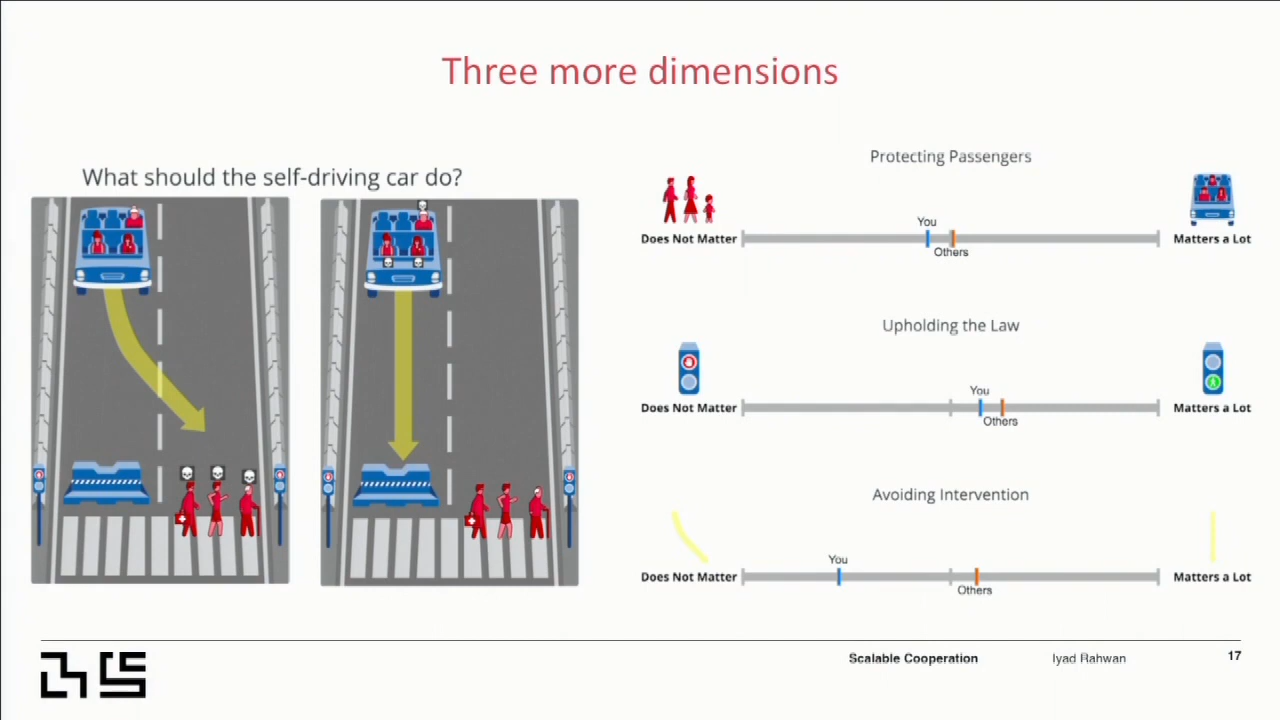 Three more dimensions
What should the self-driving car do?
Protecting Passengers
You
Does Not Matter
Matters a Lot
Others
Upholding the Law
You
Does Not Matter
Matters a Lot
Others
Avoiding Intervention
You
Does Not Matter
Matters a Lot
Others
Scalable Cooperation
Iyad Rahwan
17